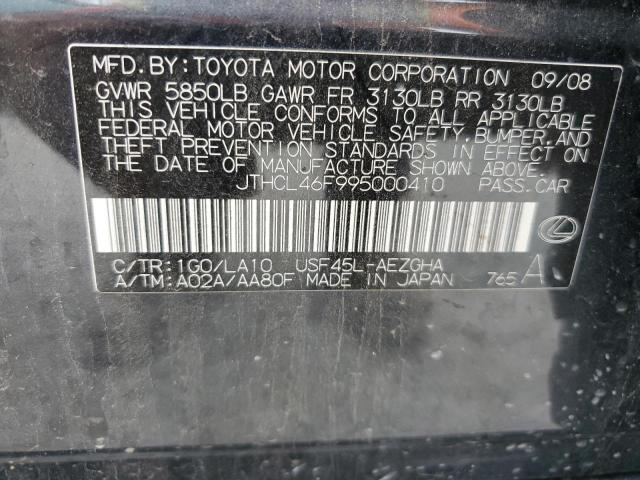 MFD.BY:TOYOTA MOTOR CORPORATION 09/08
GVWR 5850LB GAWR FR 3130LB RR 3130LB
THIS VEHICLE CONFORMS TO ALL APPLICABLE
FEDERAL MOTOR VEHICLE SAFETY,BUMPER,AND
THEFT PREVENTION STANDARDS IN EFFECT ON
THE DATE OF MANUFACTURE SHOWN ABOVE.
JTHCL46F995000410 PASS.CAR
C/TR:1G0/LA10 USF45L-AEZGHA
A/TM:A02A/AA80F MADE IN JAPAN 765 A